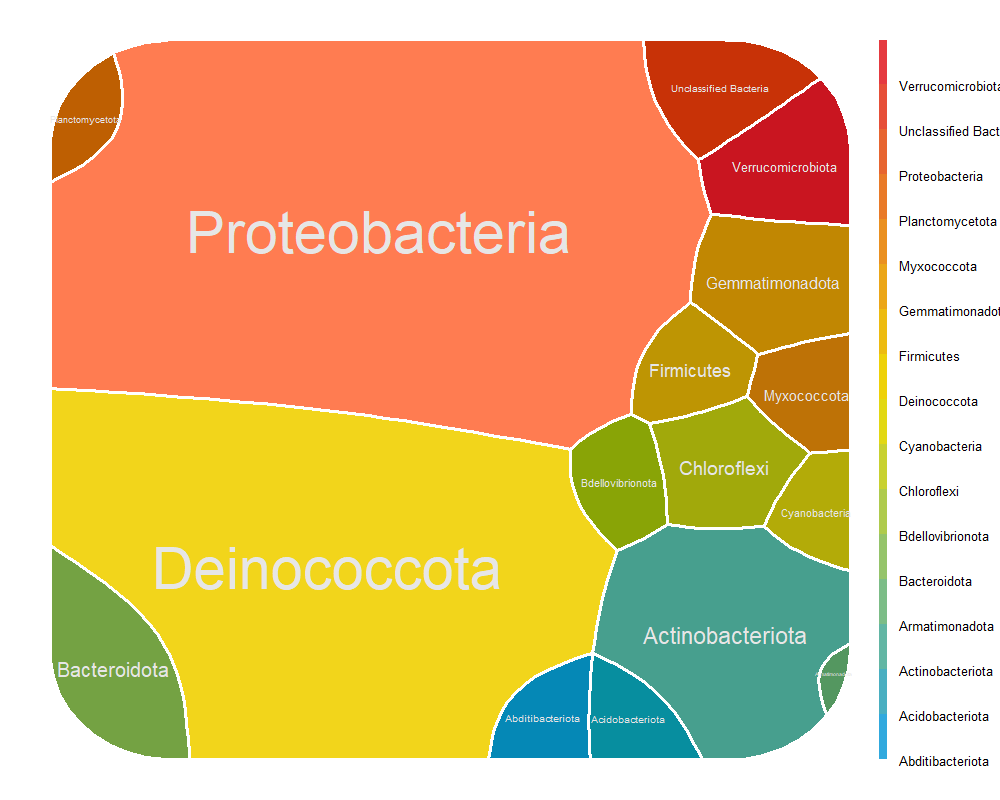 Unclassified Bacteria
Planctomycetota
Verrucomicrobiota
Proteobacteria
Gemmatimonadota
Firmicutes
Myxococcota
Chloroflexi
Bdellovibrionota
Cyanobacteria
Deinococcota
Actinobacteriota
Bacteroidota
Abditibacteriota
Acidobacteriota
Verrucomicrobiota
Unclassified Bact
Proteobacteria
Planctomycetota
Myxococcota
Gemmatimonadot
Firmicutes
Deinococcota
Cyanobacteria
Chloroflexi
Bdellovibrionota
Bacteroidota
Armatimonadota
Actinobacteriota
Acidobacteriota
Abditibacteriota